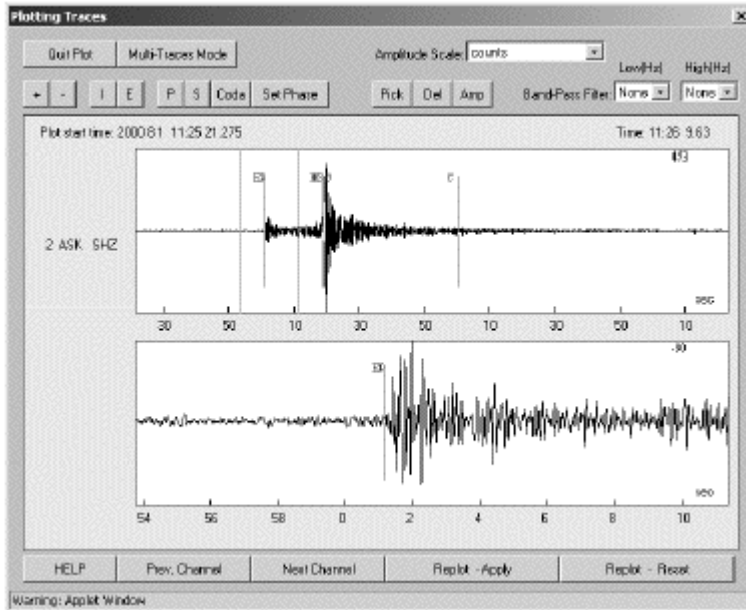 Plotting Traces
Quit Plot Multi-Traces Mode Amplitude Scale: counts
Low(Hz) High(Hz)
+ - I E P S Coda Set Phase Pick Del Amp Band-Pass Filter: None None
Plot start time: 2000 8 1 11:25 21.275 Time: 11:26 9.63
2 ASK SHZ
sec
30 50 10 30 50 10 30 50 10
sec
54 56 58 0 2 4 6 8 10
HELP Prev. Channel Next Channel Replot - Apply Replot - Reset
Warning: Applet Window